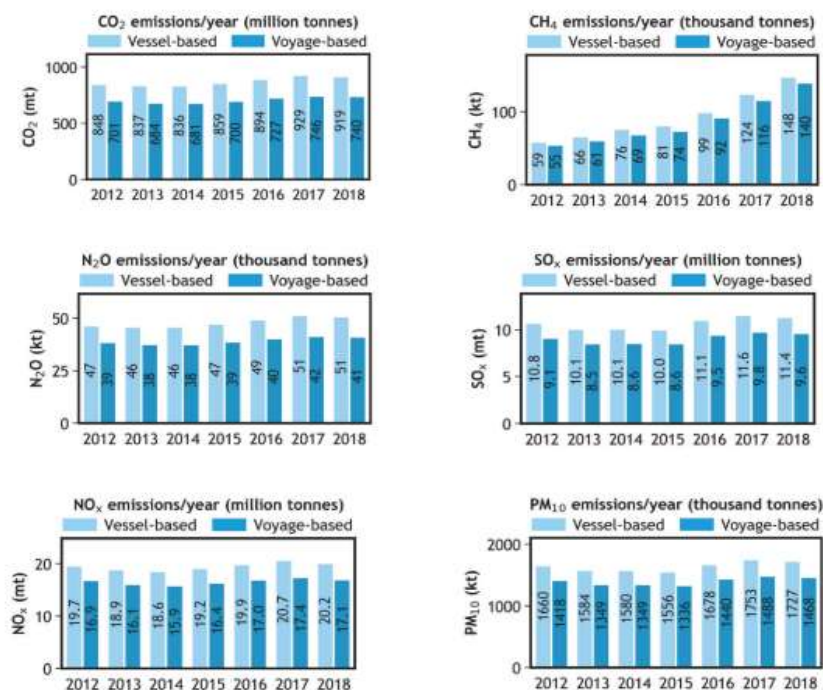 CO₂ emissions/year (million tonnes)
Vessel-based Voyage-based
1000
500
0
CO₂ (mt)
848 701 837 684 836 681 859 700 894 727 929 746 919 740
2012 2013 2014 2015 2016 2017 2018
CH₄ emissions/year (thousand tonnes)
Vessel-based Voyage-based
100
0
CH₄ (kt)
59 55 66 61 76 69 81 74 99 92 124 116 148 140
2012 2013 2014 2015 2016 2017 2018
N₂O emissions/year (thousand tonnes)
Vessel-based Voyage-based
50
25
0
N₂O (kt)
47 39 46 38 46 38 47 39 49 40 51 42 51 41
2012 2013 2014 2015 2016 2017 2018
SOₓ emissions/year (million tonnes)
Vessel-based Voyage-based
10
5
0
SOₓ (mt)
10.8 9.1 10.1 8.5 10.1 8.6 10.0 8.6 11.1 9.5 11.6 9.8 11.4 9.6
2012 2013 2014 2015 2016 2017 2018
NOₓ emissions/year (million tonnes)
Vessel-based Voyage-based
20
10
0
NOₓ (mt)
19.7 16.9 18.9 16.1 18.6 15.9 19.2 16.4 19.9 17.0 20.7 17.4 20.2 17.1
2012 2013 2014 2015 2016 2017 2018
PM₁₀ emissions/year (thousand tonnes)
Vessel-based Voyage-based
2000
1000
0
PM₁₀ (kt)
1660 1418 1584 1349 1580 1349 1556 1336 1678 1440 1753 1488 1727 1468
2012 2013 2014 2015 2016 2017 2018